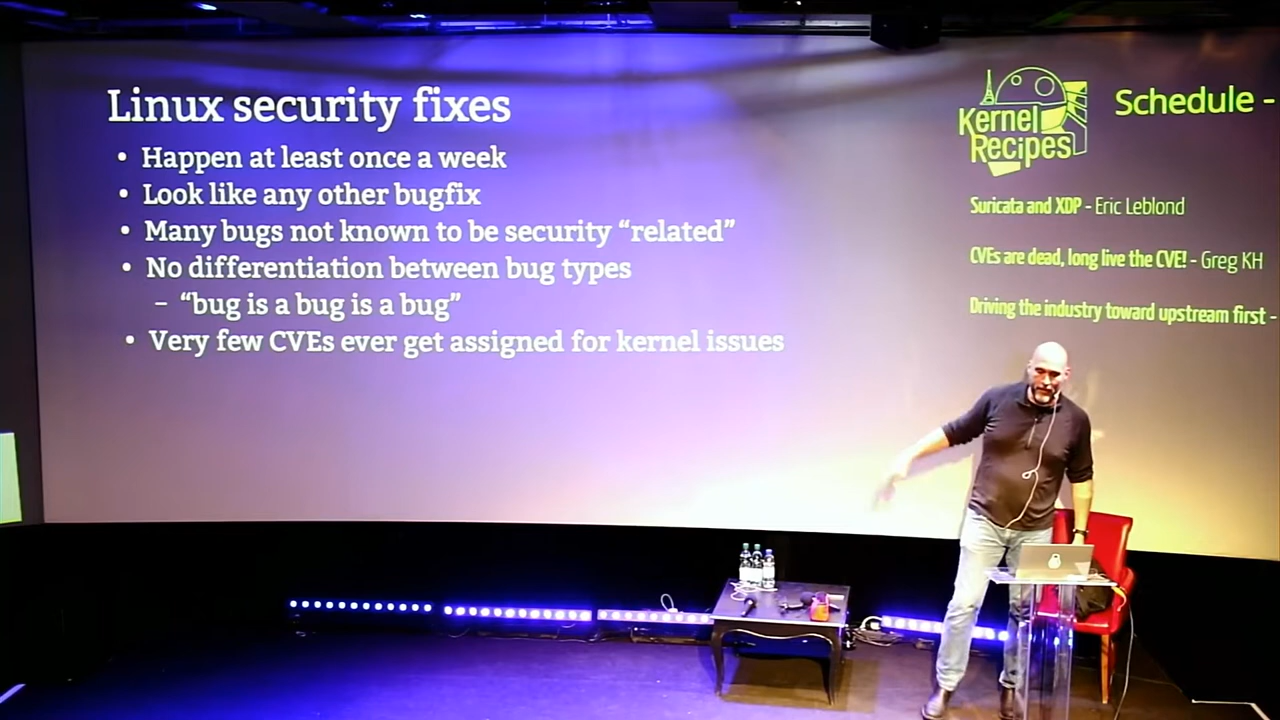 Linux security fixes
• Happen at least once a week
• Look like any other bugfix
• Many bugs not known to be security “related”
• No differentiation between bug types
– “bug is a bug is a bug”
• Very few CVEs ever get assigned for kernel issues
Kernel
Recipes
Schedule -
Suricata and XDP - Eric Leblond
CVEs are dead, long live the CVE! - Greg KH
Driving the industry toward upstream first -